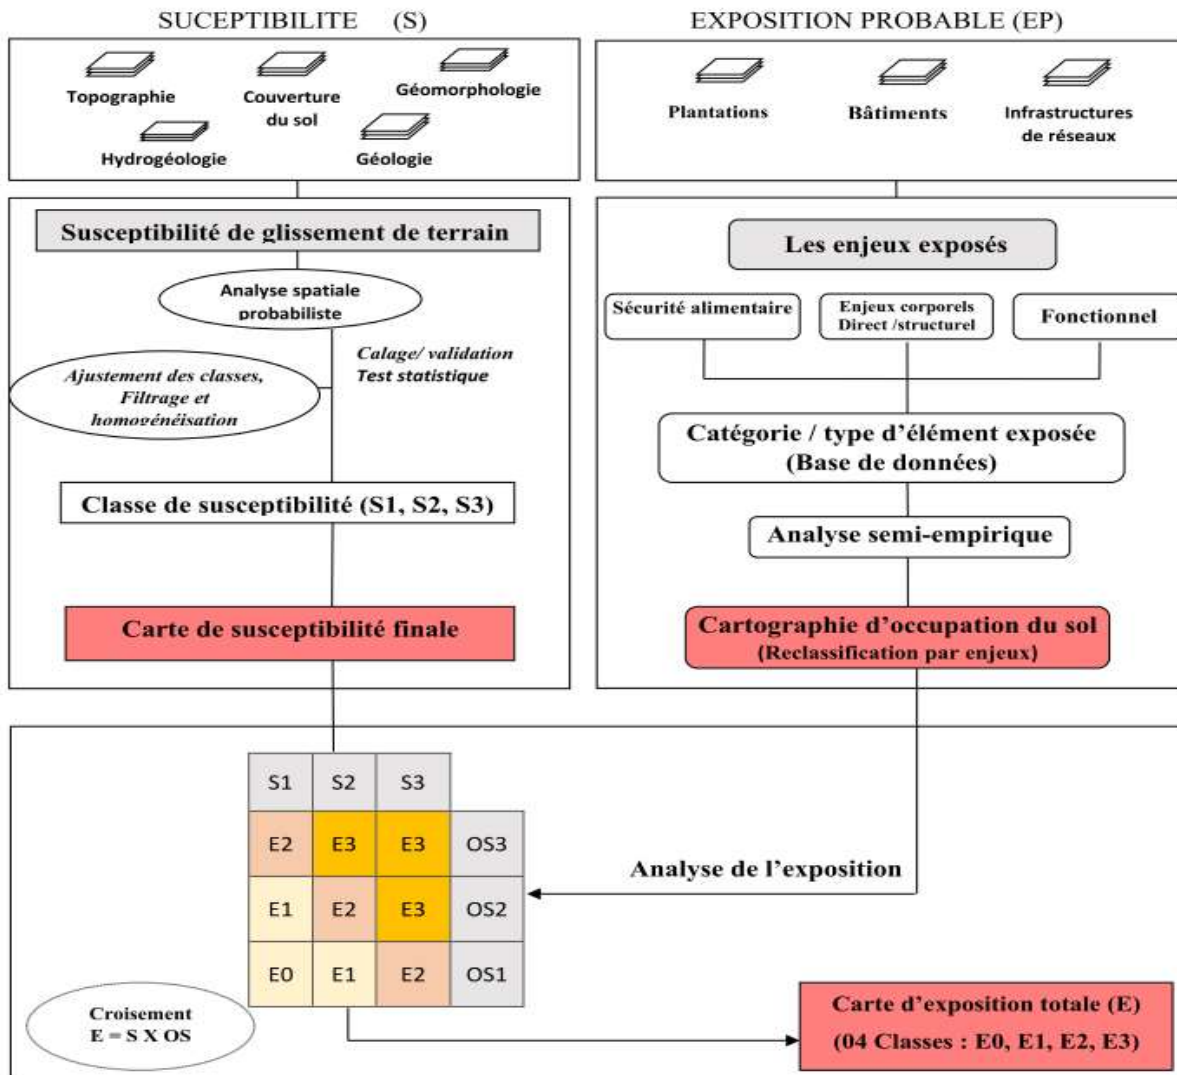 SUCEPTIBILITE (S)
Topographie
Couverture
du sol
Géomorphologie
Hydrogéologie
Géologie
Susceptibilité de glissement de terrain
Analyse spatiale
probabiliste
Calage/ validation
Test statistique
Ajustement des classes,
Filtrage et
homogénéisation
Classe de susceptibilité (S1, S2, S3)
Carte de susceptibilité finale
EXPOSITION PROBABLE (EP)
Plantations
Bâtiments
Infrastructures
de réseaux
Les enjeux exposés
Sécurité alimentaire
Enjeux corporels
Direct /structurel
Fonctionnel
Catégorie / type d’élément exposée
(Base de données)
Analyse semi-empirique
Cartographie d’occupation du sol
(Reclassification par enjeux)
S1 S2 S3
E2 E3 E3 OS3
E1 E2 E3 OS2
E0 E1 E2 OS1
Analyse de l’exposition
Croisement
E = S X OS
Carte d’exposition totale (E)
(04 Classes : E0, E1, E2, E3)